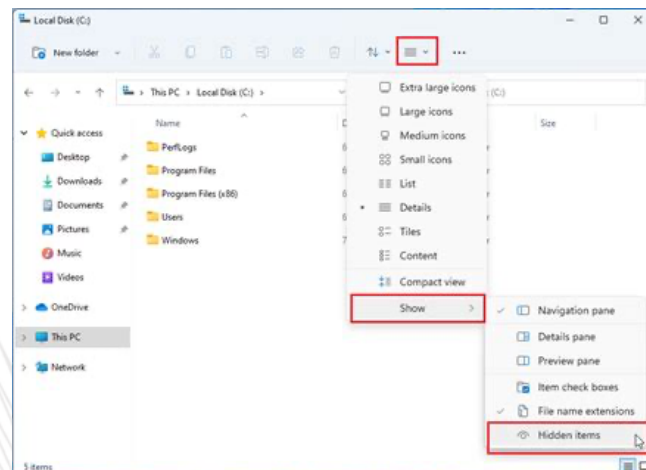 Local Disk (C:)
New folder
This PC > Local Disk (C:) >
(C:)
Name
Size
Quick access
Desktop
Downloads
Documents
Pictures
Music
Videos
OneDrive
This PC
Network
PerfLogs
Program Files
Program Files (x86)
Users
Windows
Extra large icons
Large icons
Medium icons
Small icons
List
Details
Tiles
Content
Compact view
Show
Navigation pane
Details pane
Preview pane
Item check boxes
File name extensions
Hidden items
5 items